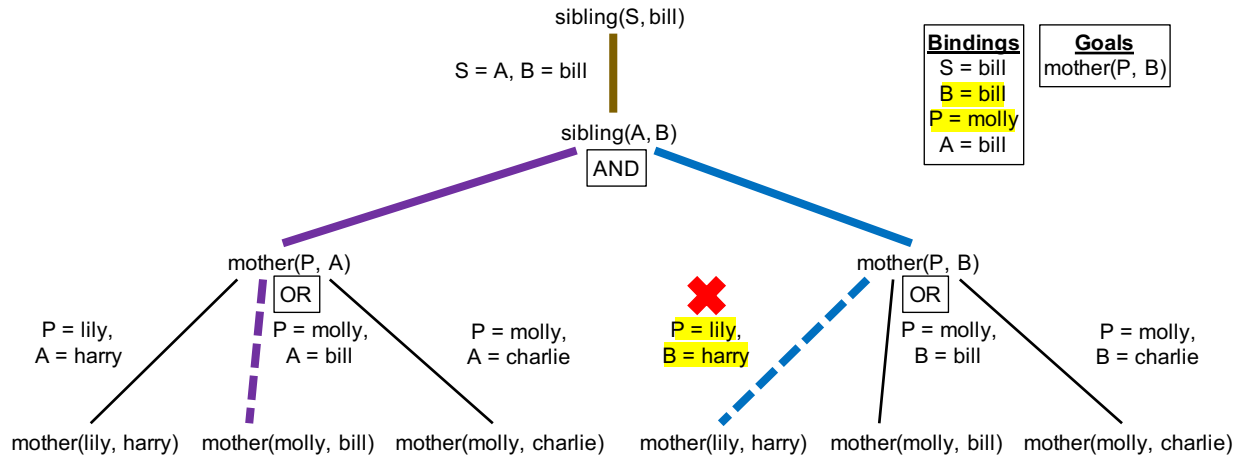 sibling(S, bill)
S = A, B = bill
Bindings
S = bill
B = bill
P = molly
A = bill
Goals
mother(P, B)
sibling(A, B)
AND
mother(P, A)
OR
P = lily,
A = harry
P = molly,
A = bill
P = molly,
A = charlie
mother(P, B)
OR
P = lily,
B = harry
P = molly,
B = bill
P = molly,
B = charlie
mother(lily, harry)
mother(molly, bill)
mother(molly, charlie)
mother(lily, harry)
mother(molly, bill)
mother(molly, charlie)